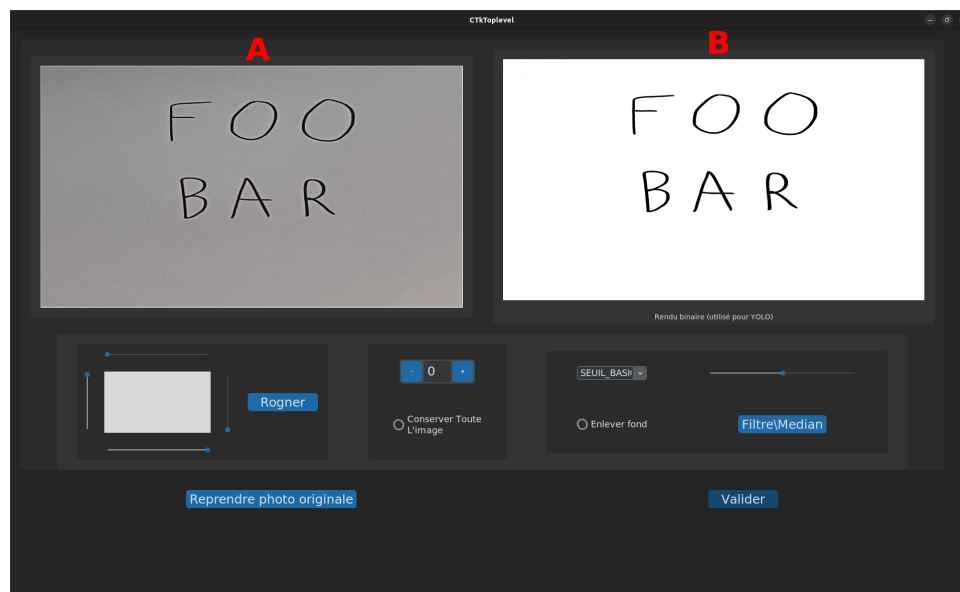 CTkToplevel
A
B
FOO
BAR
FOO
BAR
Rendu binaire (utilisé pour YOLO)
Rogner
- 0 +
Conserver Toute
L'image
Enlever fond
Filtre\Median
Reprendre photo originale
Valider